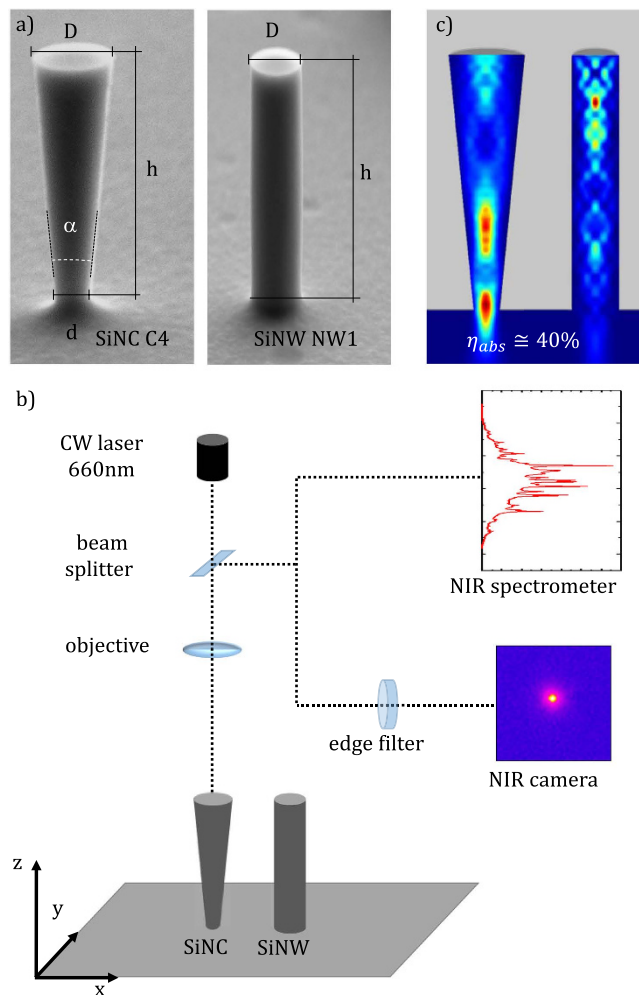 a)
D
D
h
h
α
d
SiNC C4
SiNW NW1
c)
η_abs ≅ 40%
b)
CW laser
660nm
beam
splitter
objective
NIR spectrometer
edge filter
NIR camera
z
y
x
SiNC
SiNW